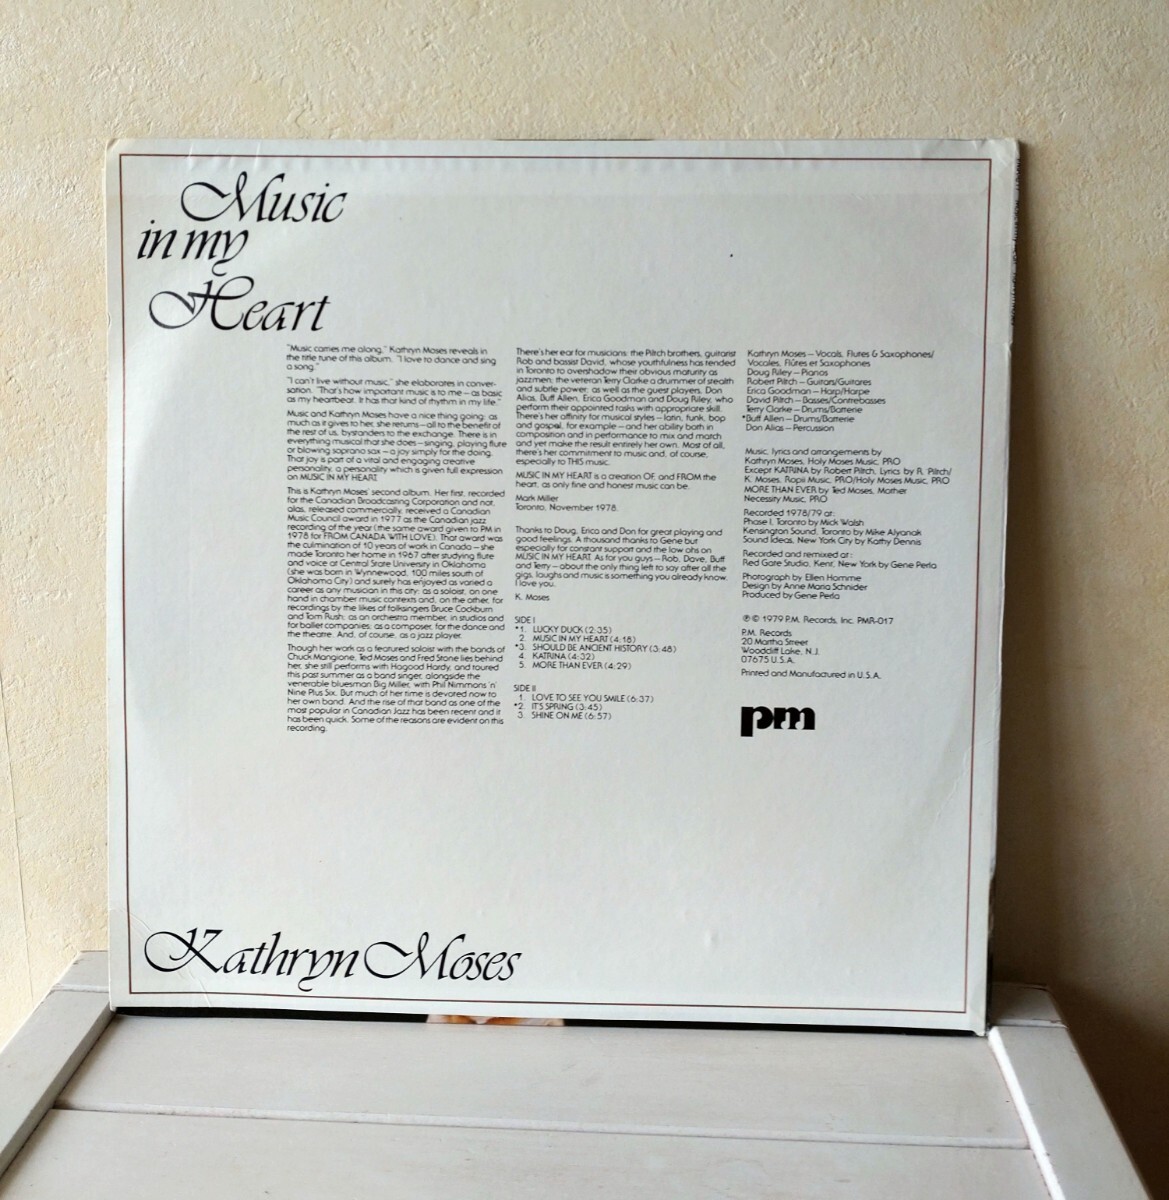 Music
in my
Heart
"Music carries me along," Kathryn Moses reveals in
the title tune of this album. "I love to dance and sing
a song."
"I can't live without music," she elaborates in conver-
sation. "That's how important music is to me — as basic
as my heartbeat. It has that kind of rhythm in my life."
Music and Kathryn Moses have a nice thing going: as
much as it gives to her, she returns — all to the benefit of
the rest of us, bystanders to the exchange. There is in
everything musical that she does — singing, playing flute
or blowing soprano sax — a joy simply for the doing.
That joy is part of a vital and engaging creative
personality, a personality which is given full expression
on MUSIC IN MY HEART.
This is Kathryn Moses' second album. Her first, recorded
for the Canadian Broadcasting Corporation and not,
alas, released commercially, received a Canadian
Music Council award in 1977 as the Canadian jazz
recording of the year (the same award given to PM in
1978 for FROM CANADA WITH LOVE). That award was
the culmination of 10 years of work in Canada — she
made Toronto her home in 1967 after studying flute
and voice at Central State University in Oklahoma
(she was born in Wynnewood, 100 miles south of
Oklahoma City) and surely has enjoyed as varied a
career as any musician in this city: as a soloist, on one
hand in chamber music contexts and, on the other, for
recordings by the likes of folksingers Bruce Cockburn
and Tom Rush; as an orchestra member, in studios and
for ballet companies; as a composer, for the dance and
the theatre. And, of course, as a jazz player.
Though her work as a featured soloist with the bands of
Chuck Mangione, Ted Moses and Fred Stone lies behind
her, she still performs with Hagood Hardy, and toured
this past summer as a band singer, alongside the
venerable bluesman Big Miller, with Phil Nimmons 'n'
Nine Plus Six. But much of her time is devoted now to
her own band. And the rise of that band as one of the
most popular in Canadian Jazz has been recent and it
has been quick. Some of the reasons are evident on this
recording.
There's her ear for musicians: the Piltch brothers, guitarist
Rob and bassist David, whose youthfulness has tended
in Toronto to overshadow their obvious maturity as
jazzmen; the veteran Terry Clarke a drummer of stealth
and subtle power; as well as the guest players, Don
Alias, Buff Allen, Erica Goodman and Doug Riley, who
perform their appointed tasks with appropriate skill.
There's her affinity for musical styles — latin, funk, bop
and gospel, for example — and her ability both in
composition and in performance to mix and match
and yet make the result entirely her own. Most of all,
there's her commitment to music and, of course,
especially to THIS music.
MUSIC IN MY HEART is a creation OF, and FROM the
heart, as only fine and honest music can be.
Mark Miller
Toronto, November 1978.
Thanks to Doug, Erica and Don for great playing and
good feelings. A thousand thanks to Gene but
especially for constant support and the low ohs on
MUSIC IN MY HEART. As for you guys — Rob, Dave, Buff
and Terry — about the only thing left to say after all the
gigs, laughs and music is something you already know,
I love you.
K. Moses
SIDE I
*1. LUCKY DUCK (2:35)
2. MUSIC IN MY HEART (4:18)
*3. SHOULD BE ANCIENT HISTORY (3:48)
4. KATRINA (4:32)
5. MORE THAN EVER (4:29)
SIDE II
1. LOVE TO SEE YOU SMILE (6:37)
*2. IT'S SPRING (3:45)
3. SHINE ON ME (6:57)
Kathryn Moses — Vocals, Flutes & Saxophones/
Vocales, Flûtes et Saxophones
Doug Riley — Pianos
Robert Piltch — Guitars/Guitares
Erica Goodman — Harp/Harpe
David Piltch — Basses/Contrebasses
Terry Clarke — Drums/Batterie
*Buff Allen — Drums/Batterie
Don Alias — Percussion
Music, lyrics and arrangements by
Kathryn Moses, Holy Moses Music, PRO
Except KATRINA by Robert Piltch, Lyrics by R. Piltch/
K. Moses, Ropii Music, PRO/Holy Moses Music, PRO
MORE THAN EVER by Ted Moses, Mother
Necessity Music, PRO
Recorded 1978/79 at:
Phase I, Toronto by Mick Walsh
Kensington Sound, Toronto by Mike Alyanak
Sound Ideas, New York City by Kathy Dennis
Recorded and remixed at:
Red Gate Studio, Kent, New York by Gene Perla
Photograph by Ellen Homme
Design by Anne Maria Schnider
Produced by Gene Perla
℗ © 1979 P.M. Records, Inc. PMR-017
P.M. Records
20 Martha Street
Woodcliff Lake, N.J.
07675 U.S.A.
Printed and Manufactured in U.S.A.
pm
Kathryn Moses